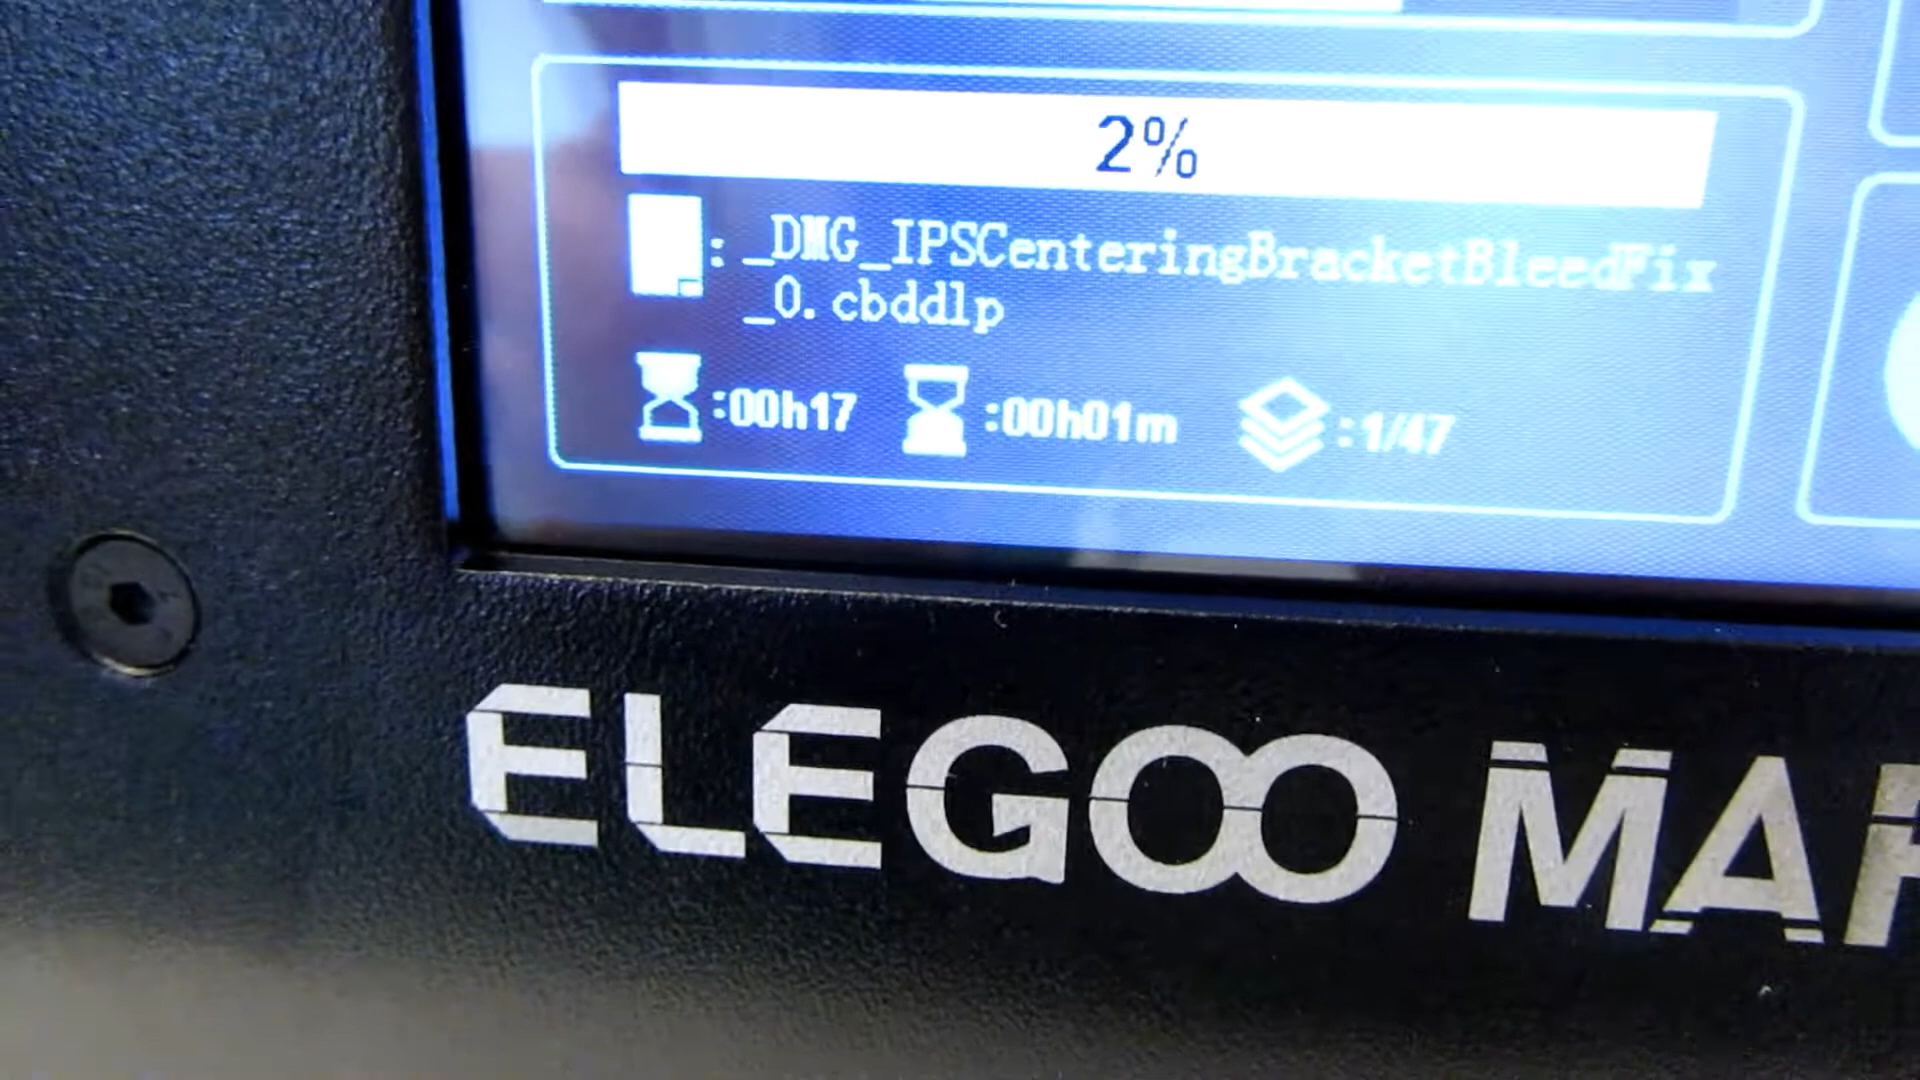 2%
:_DMG_IPSCenteringBracketBleedFix
_0.cbddlp
:00h17 :00h01m :1/47
ELEGOO MAR